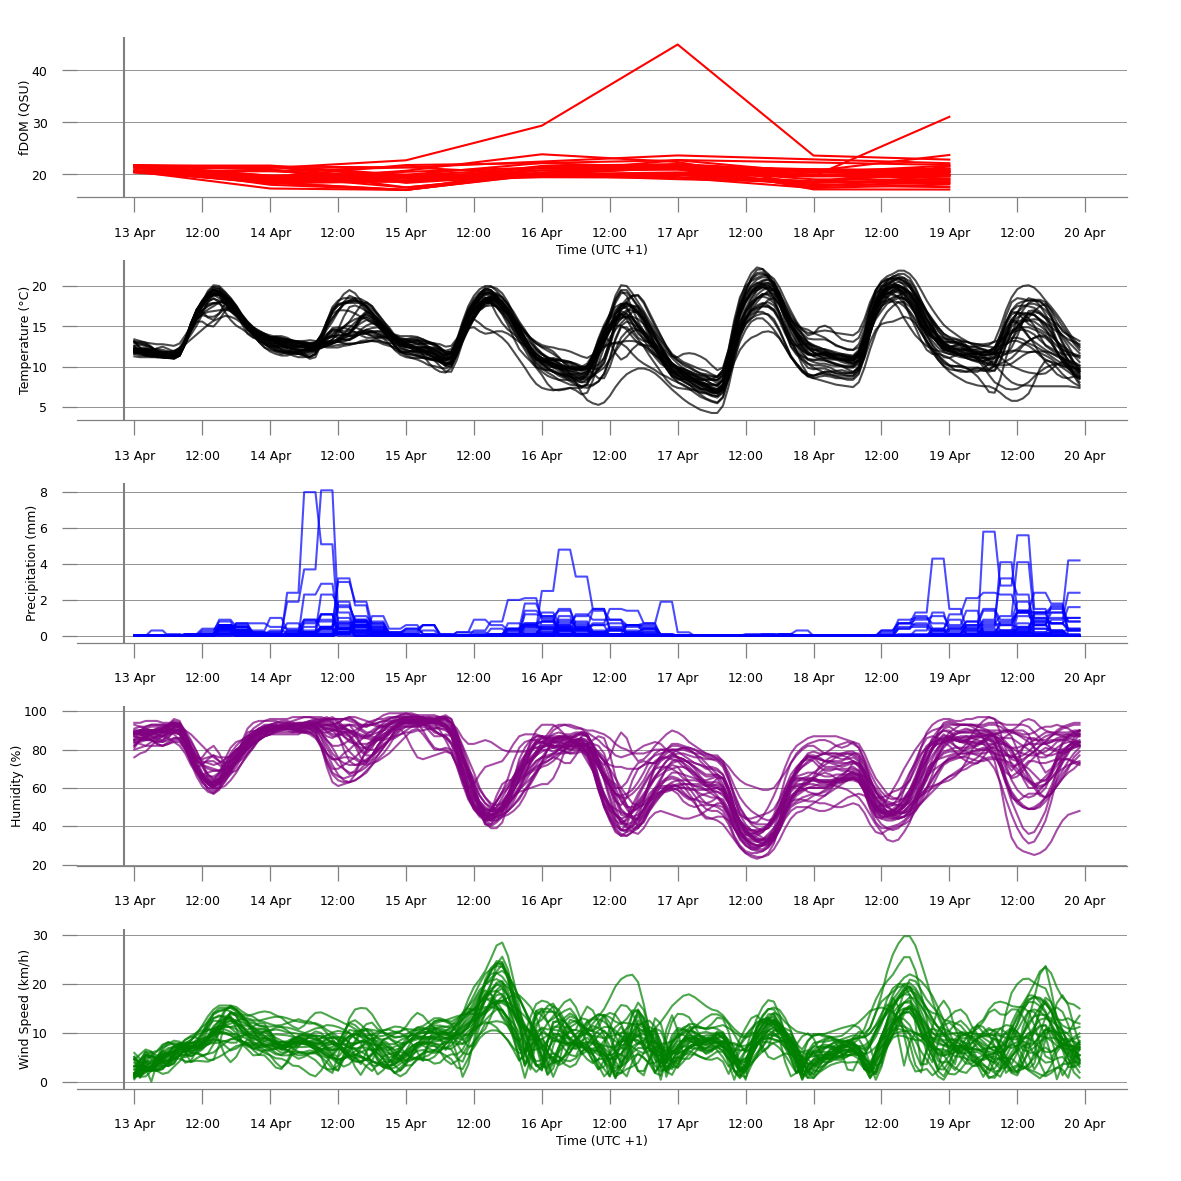 fDOM (QSU)
40
30
20
13 Apr 12:00 14 Apr 12:00 15 Apr 12:00 16 Apr 12:00 17 Apr 12:00 18 Apr 12:00 19 Apr 12:00 20 Apr
Time (UTC +1)
Temperature (°C)
20
15
10
5
13 Apr 12:00 14 Apr 12:00 15 Apr 12:00 16 Apr 12:00 17 Apr 12:00 18 Apr 12:00 19 Apr 12:00 20 Apr
Precipitation (mm)
8
6
4
2
0
13 Apr 12:00 14 Apr 12:00 15 Apr 12:00 16 Apr 12:00 17 Apr 12:00 18 Apr 12:00 19 Apr 12:00 20 Apr
Humidity (%)
100
80
60
40
20
13 Apr 12:00 14 Apr 12:00 15 Apr 12:00 16 Apr 12:00 17 Apr 12:00 18 Apr 12:00 19 Apr 12:00 20 Apr
Wind Speed (km/h)
30
20
10
0
13 Apr 12:00 14 Apr 12:00 15 Apr 12:00 16 Apr 12:00 17 Apr 12:00 18 Apr 12:00 19 Apr 12:00 20 Apr
Time (UTC +1)